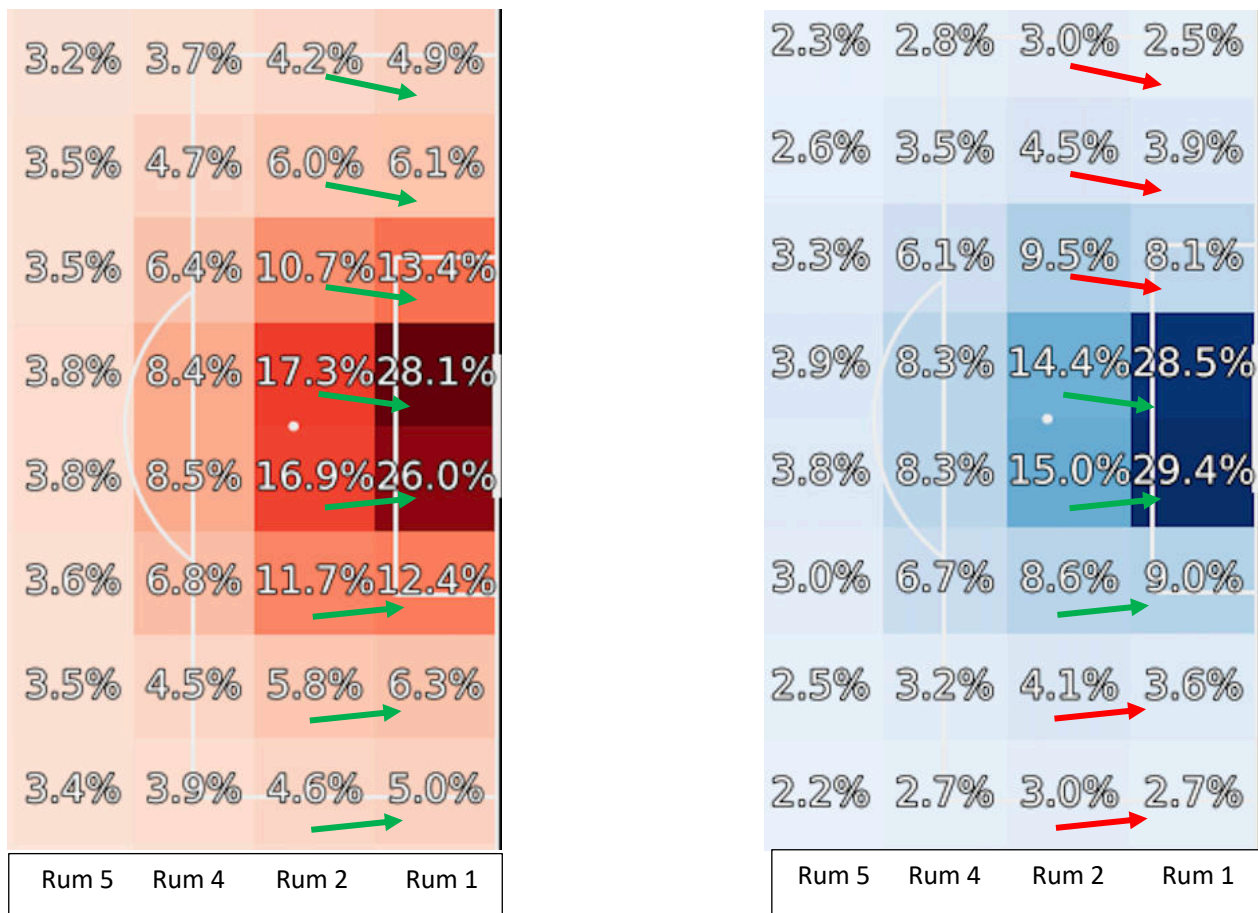 3.2% 3.7% 4.2% 4.9%
3.5% 4.7% 6.0% 6.1%
3.5% 6.4% 10.7% 13.4%
3.8% 8.4% 17.3% 28.1%
3.8% 8.5% 16.9% 26.0%
3.6% 6.8% 11.7% 12.4%
3.5% 4.5% 5.8% 6.3%
3.4% 3.9% 4.6% 5.0%
Rum 5 Rum 4 Rum 2 Rum 1
2.3% 2.8% 3.0% 2.5%
2.6% 3.5% 4.5% 3.9%
3.3% 6.1% 9.5% 8.1%
3.9% 8.3% 14.4% 28.5%
3.8% 8.3% 15.0% 29.4%
3.0% 6.7% 8.6% 9.0%
2.5% 3.2% 4.1% 3.6%
2.2% 2.7% 3.0% 2.7%
Rum 5 Rum 4 Rum 2 Rum 1